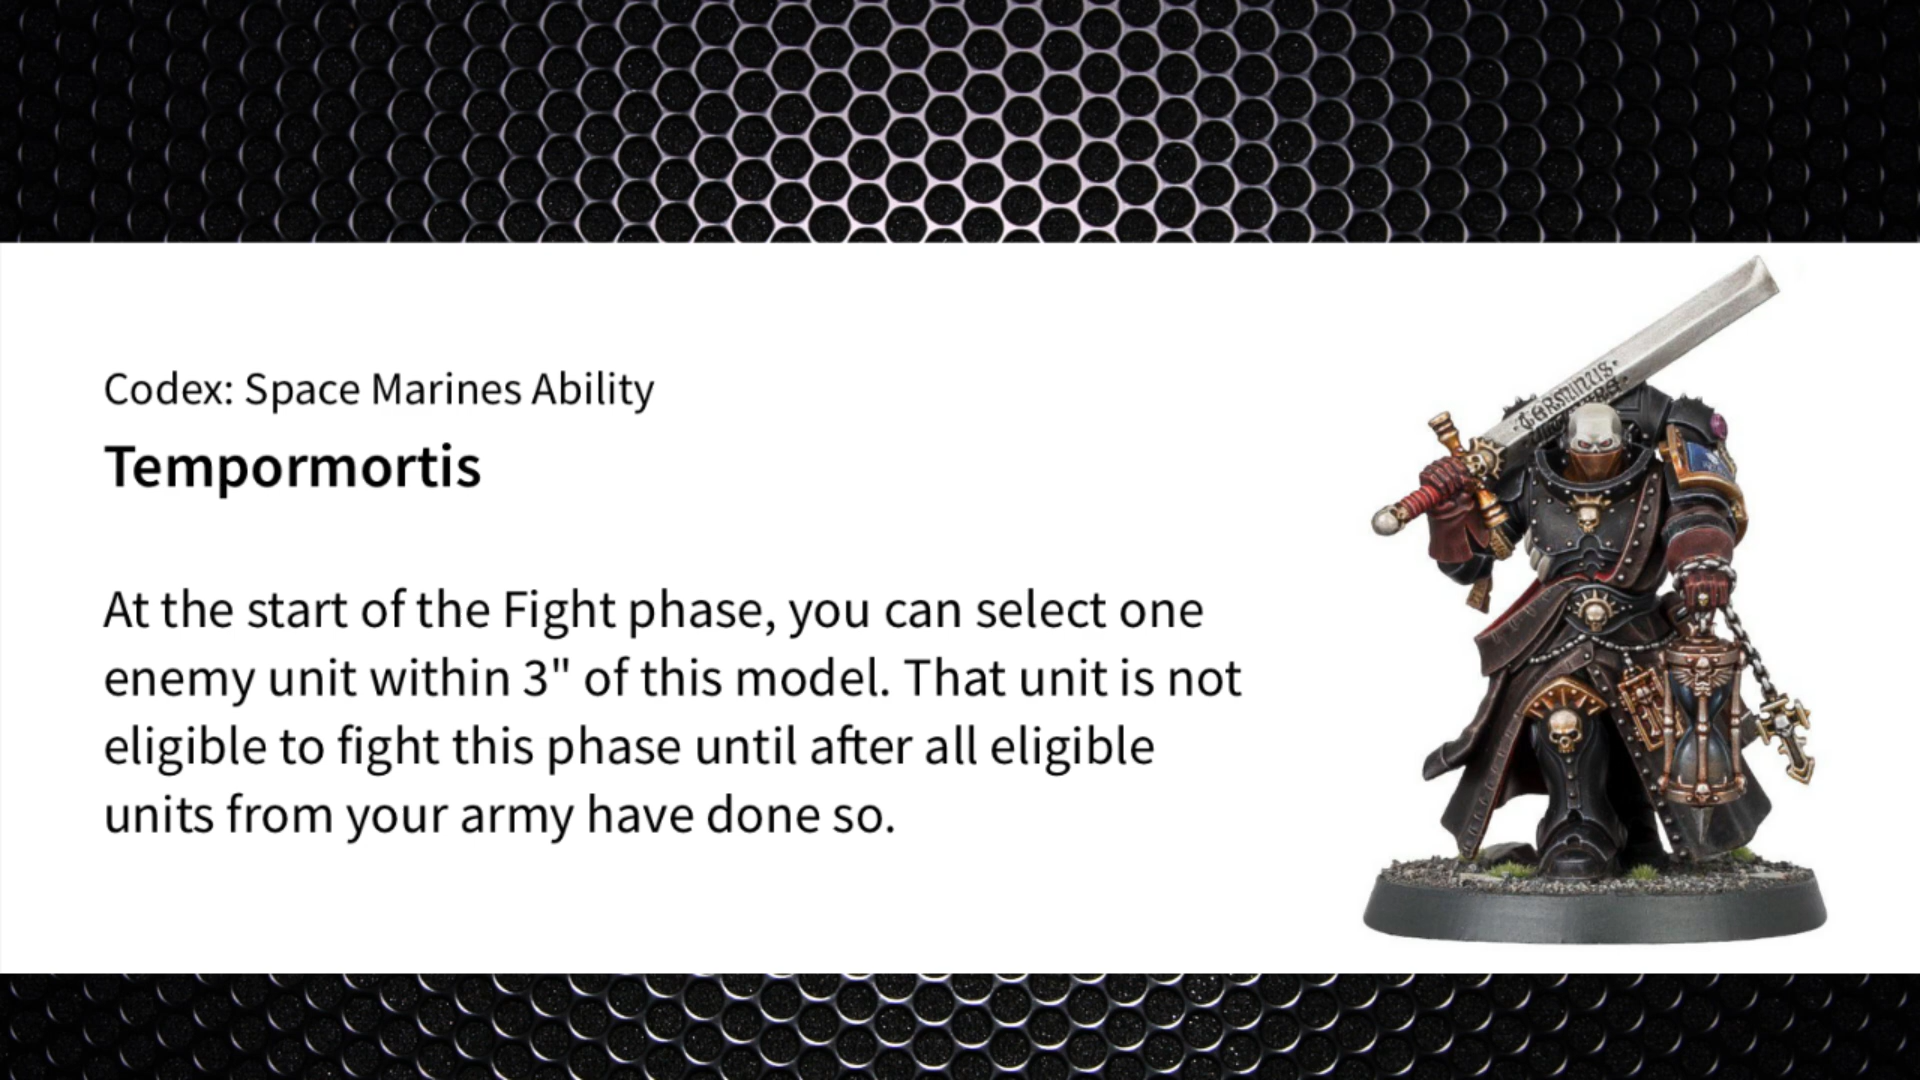 Codex: Space Marines Ability
Tempormortis
At the start of the Fight phase, you can select one
enemy unit within 3" of this model. That unit is not
eligible to fight this phase until after all eligible
units from your army have done so.